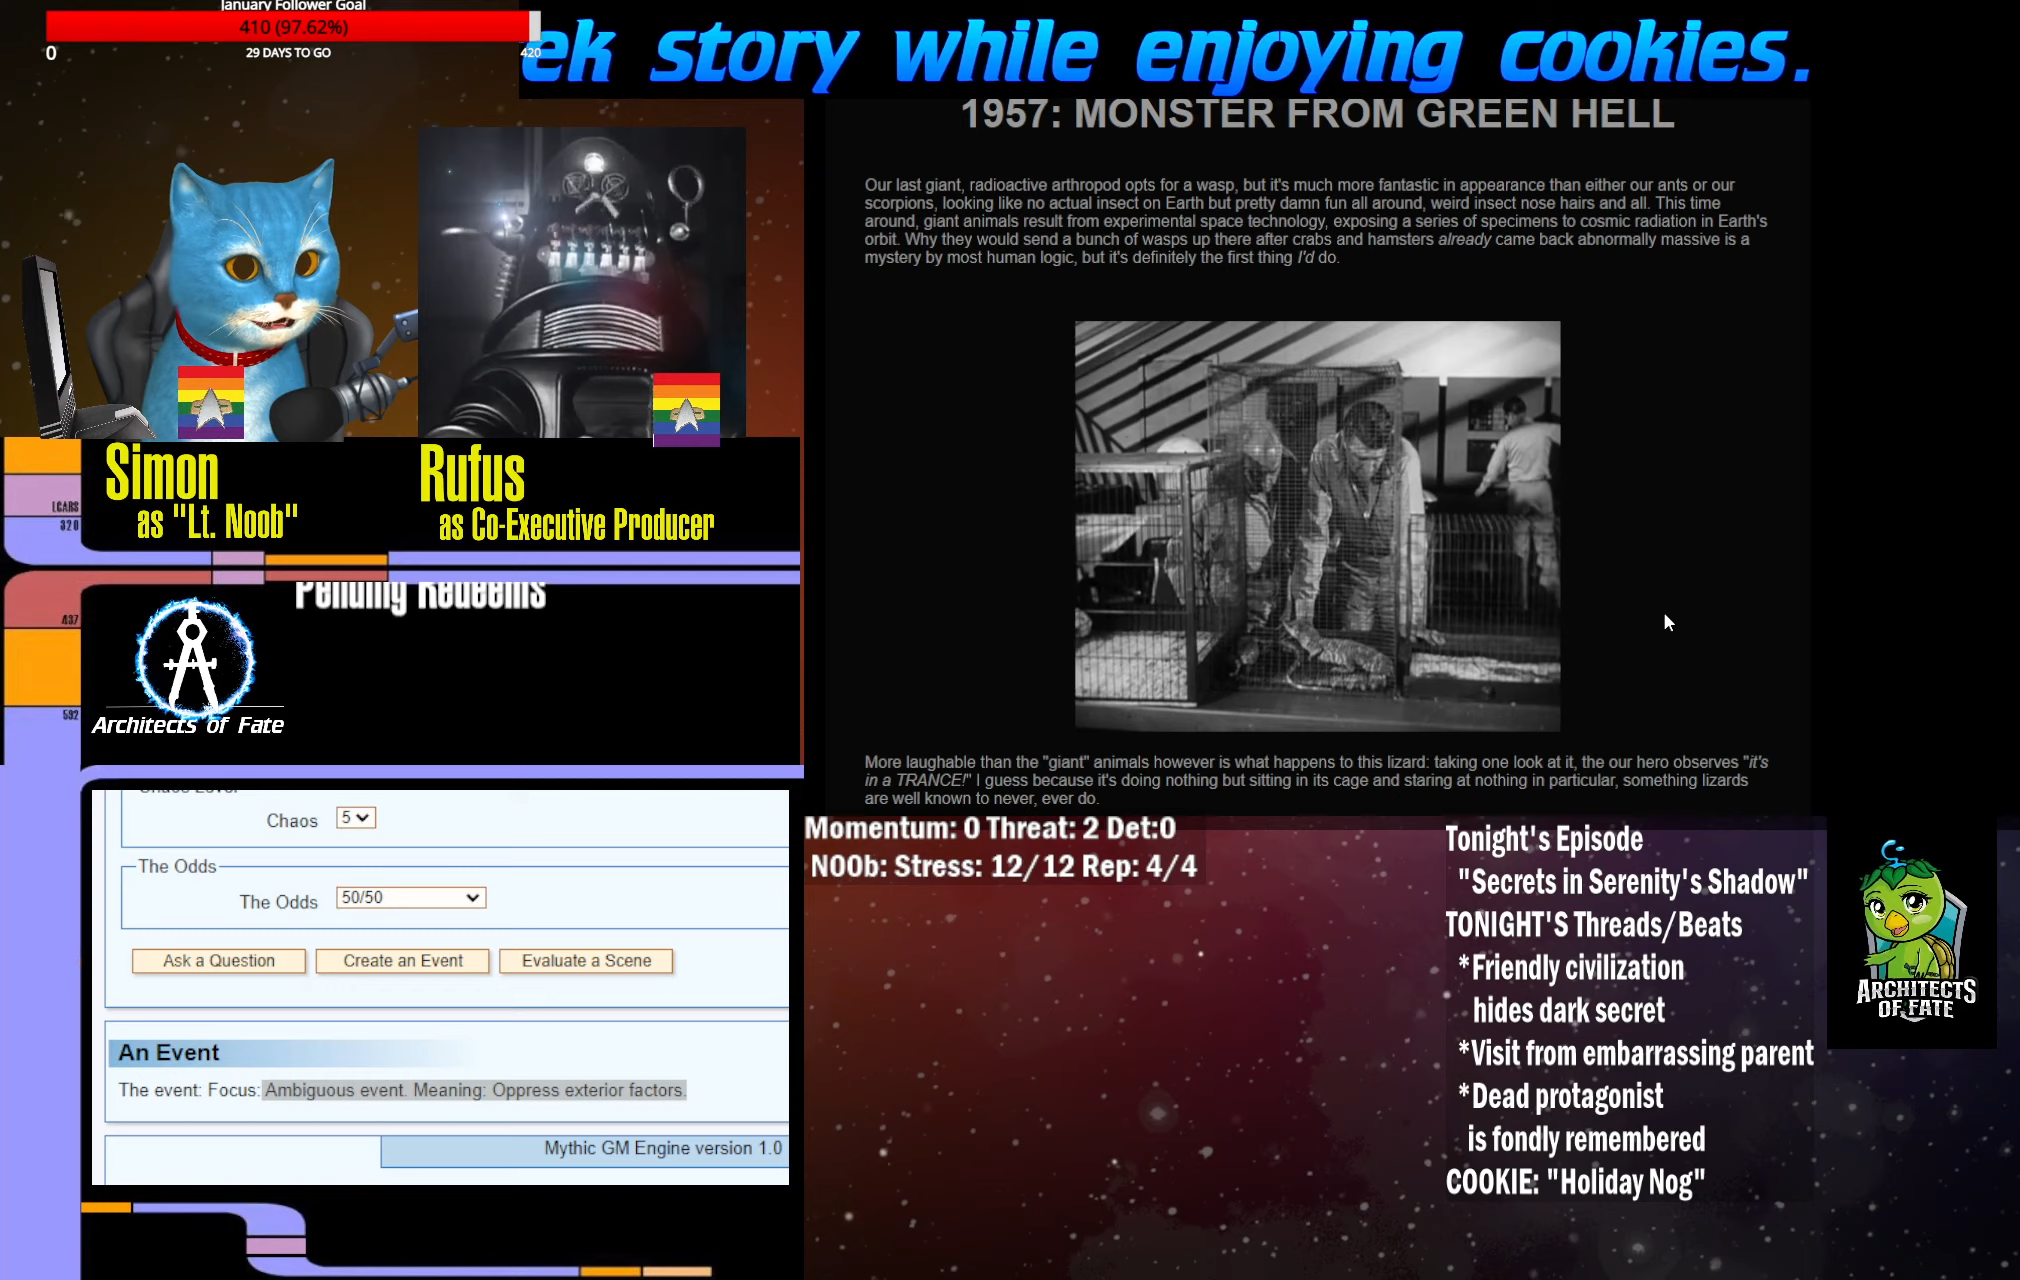 January Follower Goal
410 (97.62%)
0
29 DAYS TO GO
420
ek story while enjoying cookies.
1957: MONSTER FROM GREEN HELL
Our last giant, radioactive arthropod opts for a wasp, but it's much more fantastic in appearance than either our ants or our
scorpions, looking like no actual insect on Earth but pretty damn fun all around, weird insect nose hairs and all. This time
around, giant animals result from experimental space technology, exposing a series of specimens to cosmic radiation in Earth's
orbit. Why they would send a bunch of wasps up there after crabs and hamsters already came back abnormally massive is a
mystery by most human logic, but it's definitely the first thing I'd do.
More laughable than the "giant" animals however is what happens to this lizard: taking one look at it, the our hero observes "it's
in a TRANCE!" I guess because it's doing nothing but sitting in its cage and staring at nothing in particular, something lizards
are well known to never, ever do.
Simon
as "Lt. Noob"
Rufus
as Co-Executive Producer
LCARS
320
437
592
Pending Redeems
Architects of Fate
Chaos Level
Chaos
5
The Odds
The Odds
50/50
Ask a Question
Create an Event
Evaluate a Scene
An Event
The event: Focus: Ambiguous event. Meaning: Oppress exterior factors.
Mythic GM Engine version 1.0
Momentum: 0 Threat: 2 Det:0
N00b: Stress: 12/12 Rep: 4/4
Tonight's Episode
"Secrets in Serenity's Shadow"
TONIGHT'S Threads/Beats
*Friendly civilization
hides dark secret
*Visit from embarrassing parent
*Dead protagonist
is fondly remembered
COOKIE: "Holiday Nog"
ARCHITECTS
OF FATE